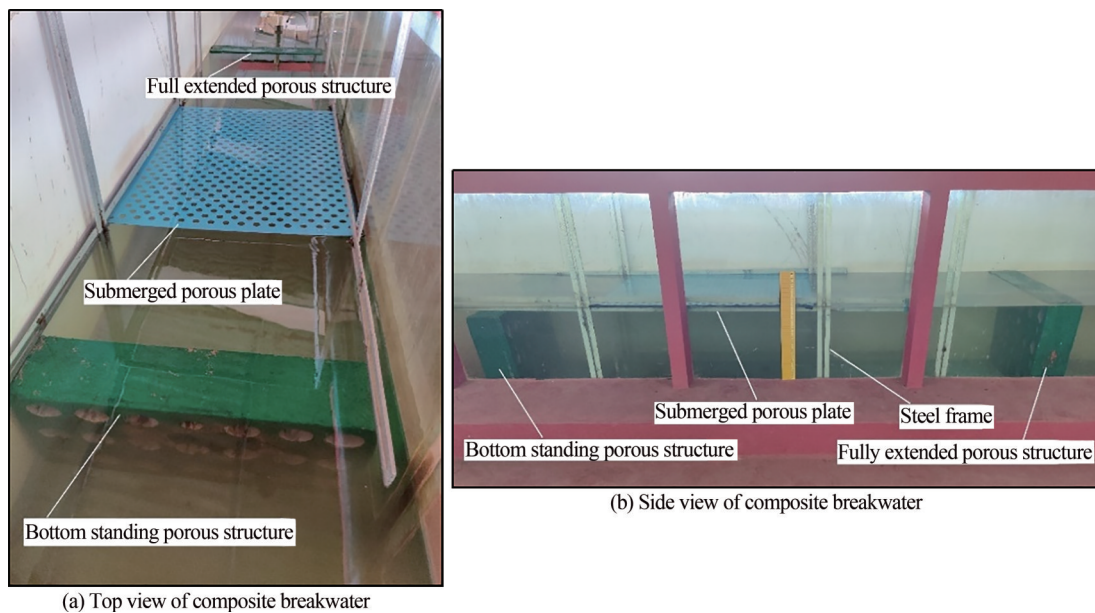 Full extended porous structure
Submerged porous plate
Bottom standing porous structure
(a) Top view of composite breakwater
Submerged porous plate
Steel frame
Bottom standing porous structure
Fully extended porous structure
(b) Side view of composite breakwater